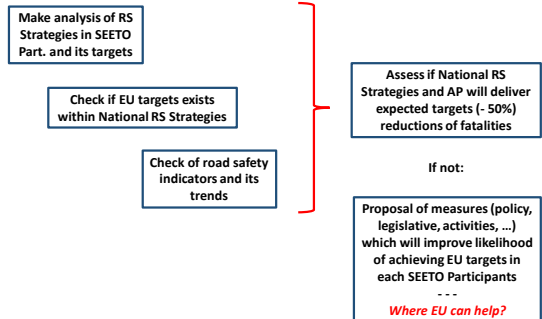 Make analysis of RS
Strategies in SEETO
Part. and its targets
Check if EU targets exists
within National RS Strategies
Check of road safety
indicators and its
trends
Assess if National RS
Strategies and AP will deliver
expected targets (- 50%)
reductions of fatalities
If not:
Proposal of measures (policy,
legislative, activities, ...)
which will improve likelihood
of achieving EU targets in
each SEETO Participants
- - -
Where EU can help?